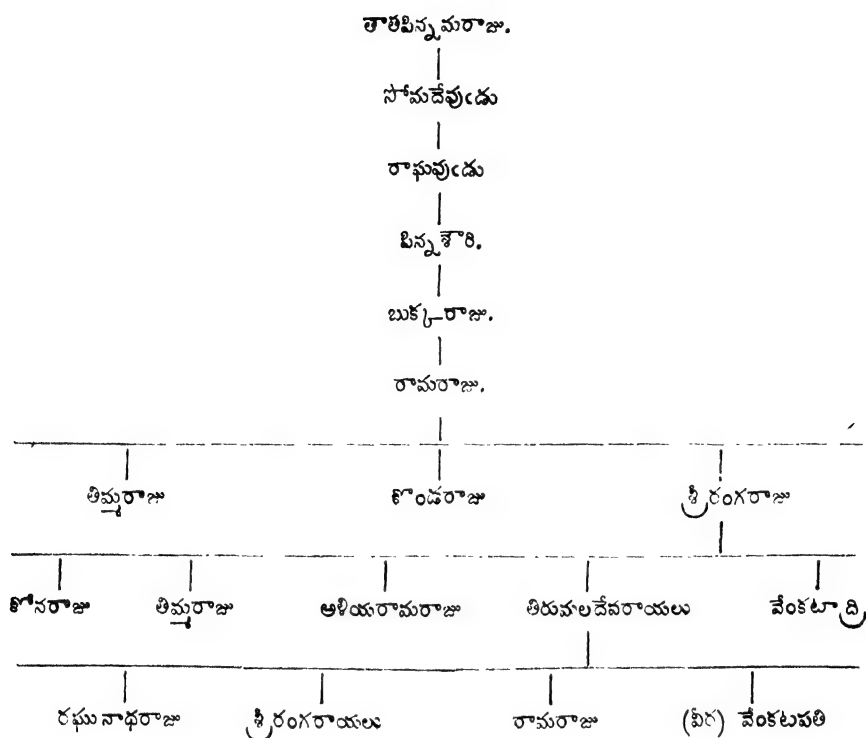 తాతపిన్నమరాజు.
సోమదేవుఁడు
రాఘవుఁడు
పిన్నశౌరి.
బుక్కరాజు.
రామరాజు.
తిమ్మరాజు కొండరాజు శ్రీరంగరాజు
కోనరాజు తిమ్మరాజు అళియరామరాజు తిరుమలదేవరాయలు వేంకటాద్రి
రఘునాథరాజు శ్రీరంగరాయలు రామరాజు (వీర) వేంకటపతి